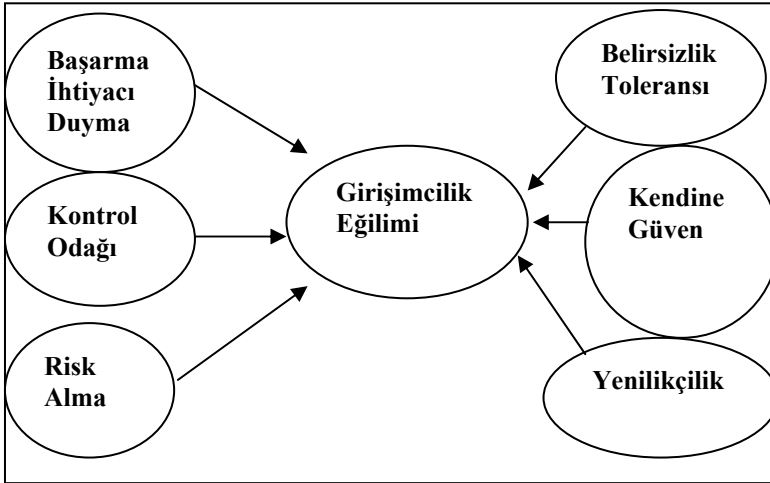 Başarma
İhtiyacı
Duyma
Kontrol
Odağı
Risk
Alma
Girişimcilik
Eğilimi
Belirsizlik
Toleransı
Kendine
Güven
Yenilikçilik